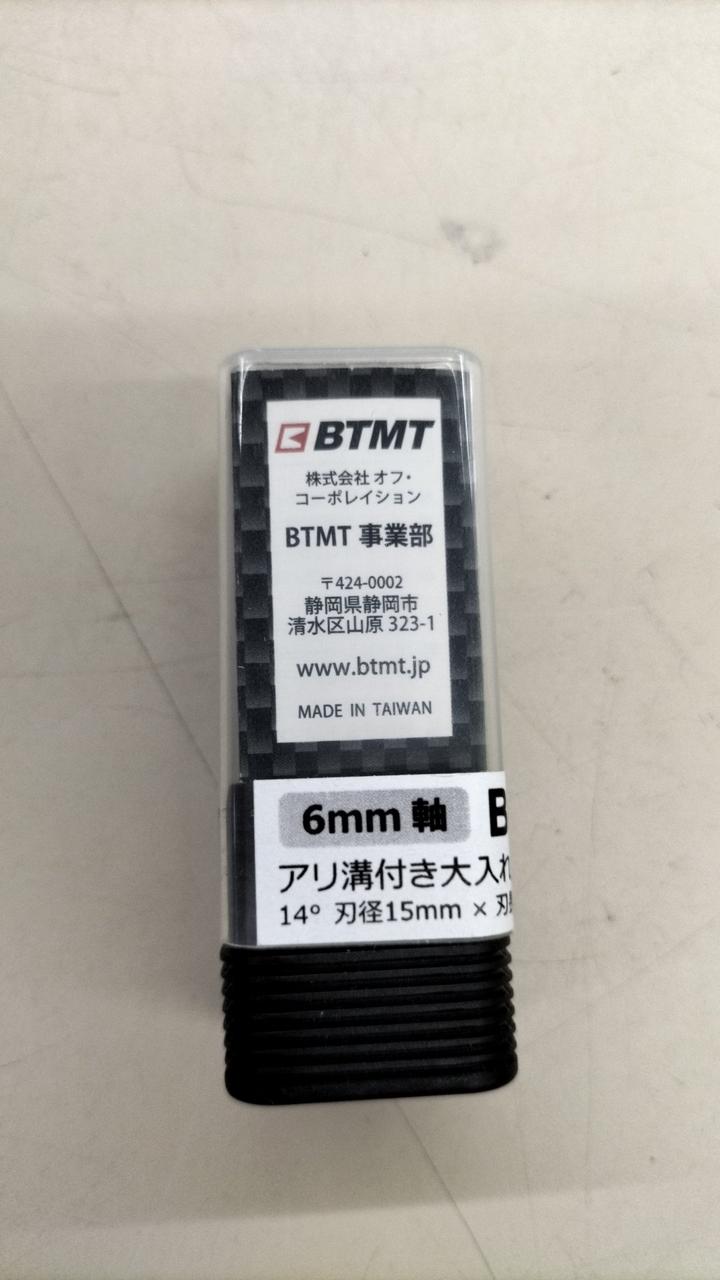 BTMT
株式会社 オフ・
コーポレイション
BTMT 事業部
〒424-0002
静岡県静岡市
清水区山原 323-1
www.btmt.jp
MADE IN TAIWAN
6mm 軸 B
アリ溝付き大入れ
14° 刃径15mm × 刃